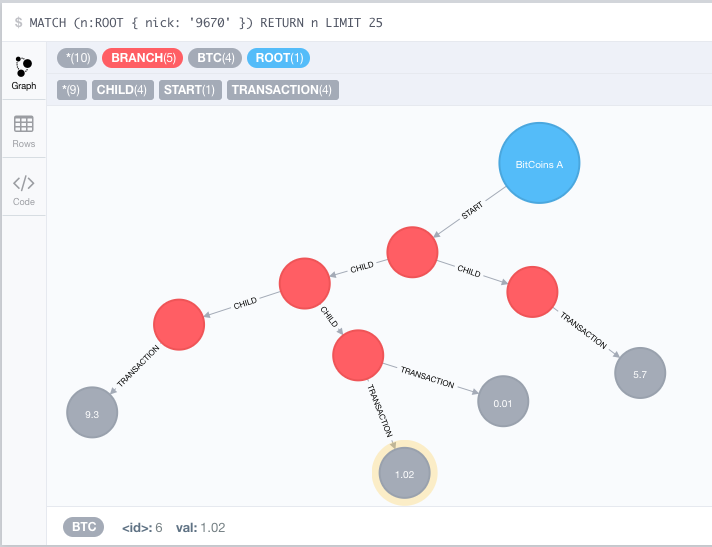 $ MATCH (n:ROOT { nick: '9670' }) RETURN n LIMIT 25
Graph
Rows
</> Code
*(10) BRANCH(5) BTC(4) ROOT(1)
*(9) CHILD(4) START(1) TRANSACTION(4)
BitCoins A
START
CHILD
CHILD
CHILD
CHILD
TRANSACTION
TRANSACTION
TRANSACTION
TRANSACTION
5.7
0.01
9.3
1.02
BTC <id>: 6 val: 1.02